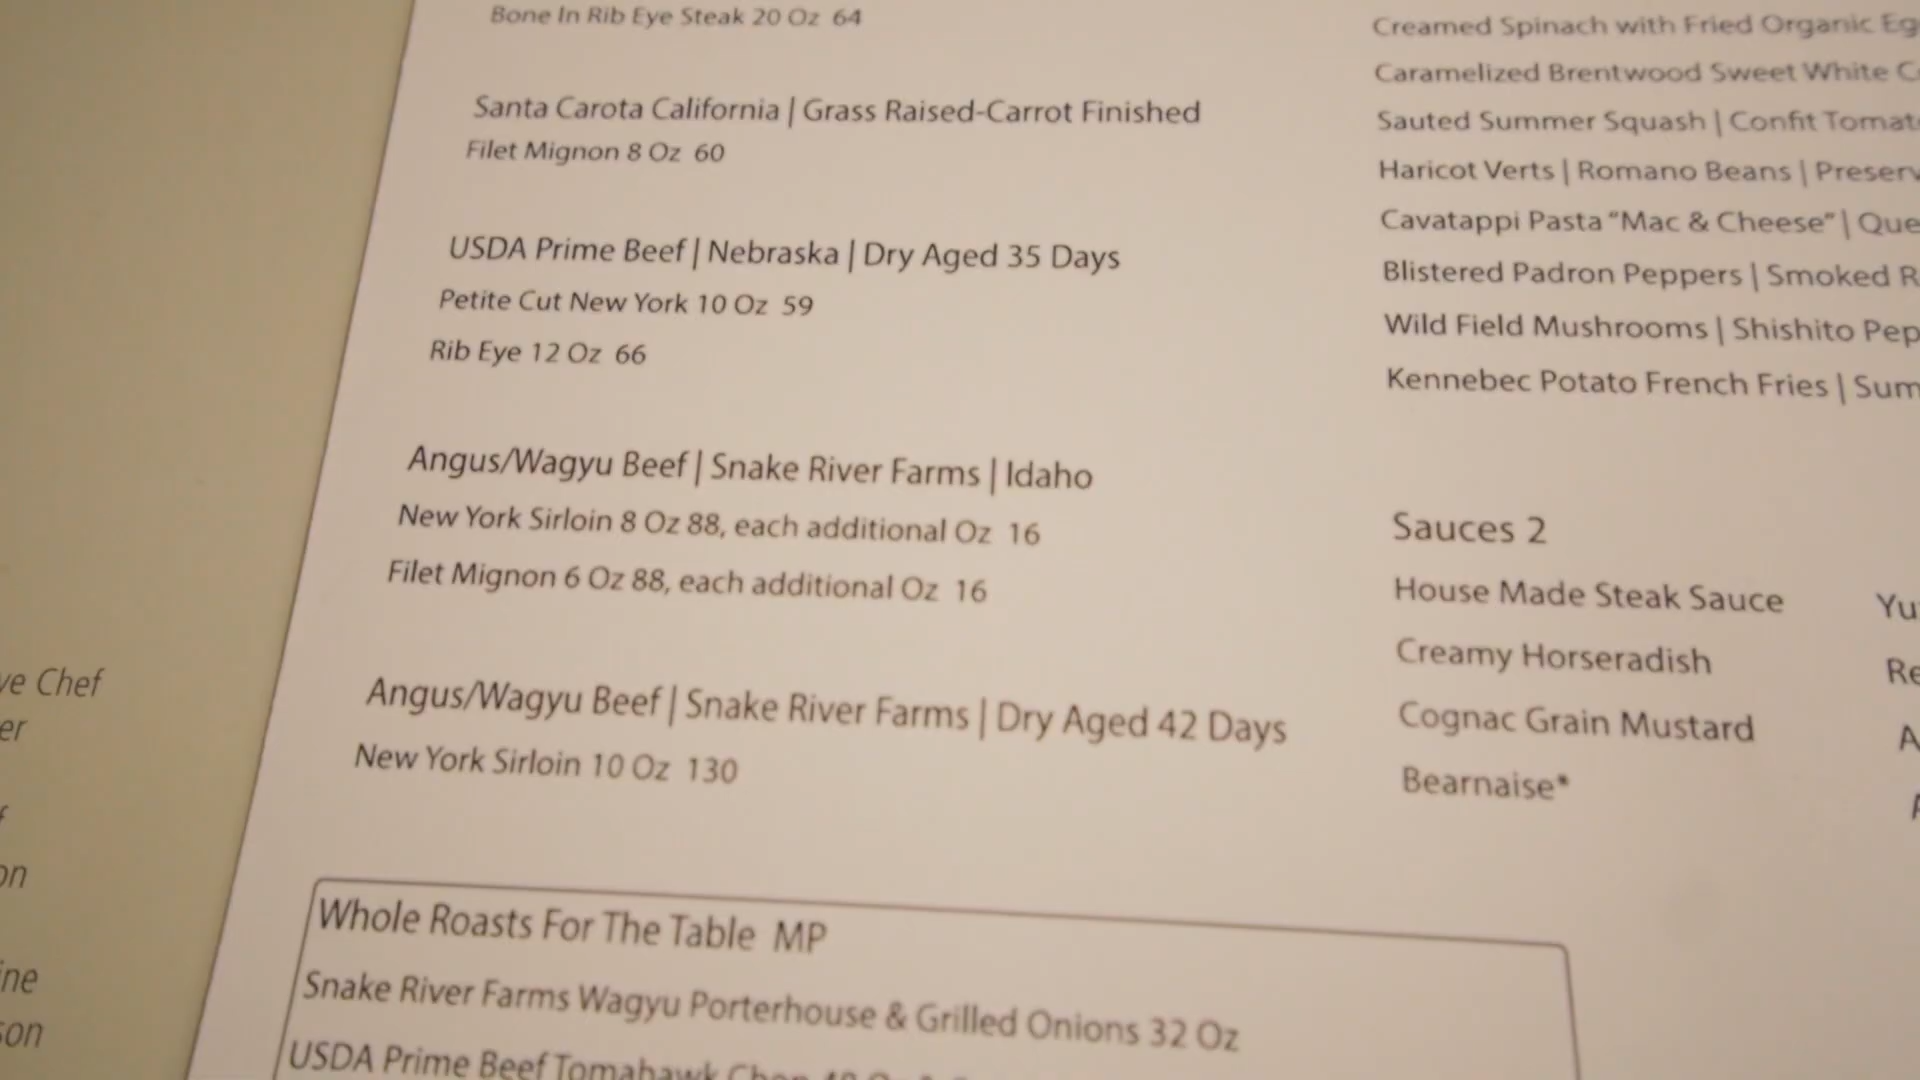 Bone In Rib Eye Steak 20 Oz 64
Santa Carota California | Grass Raised-Carrot Finished
Filet Mignon 8 Oz 60
USDA Prime Beef | Nebraska | Dry Aged 35 Days
Petite Cut New York 10 Oz 59
Rib Eye 12 Oz 66
Angus/Wagyu Beef | Snake River Farms | Idaho
New York Sirloin 8 Oz 88, each additional Oz 16
Filet Mignon 6 Oz 88, each additional Oz 16
Angus/Wagyu Beef | Snake River Farms | Dry Aged 42 Days
New York Sirloin 10 Oz 130
Whole Roasts For The Table MP
Snake River Farms Wagyu Porterhouse & Grilled Onions 32 Oz
USDA Prime Beef Tomahawk
Creamed Spinach with Fried Organic
Caramelized Brentwood Sweet White
Sauted Summer Squash | Confit
Haricot Verts | Romano Beans |
Cavatappi Pasta "Mac & Cheese" |
Blistered Padron Peppers | Smoked
Wild Field Mushrooms | Shishito
Kennebec Potato French Fries |
Sauces 2
House Made Steak Sauce
Creamy Horseradish
Cognac Grain Mustard
Bearnaise*
Chef